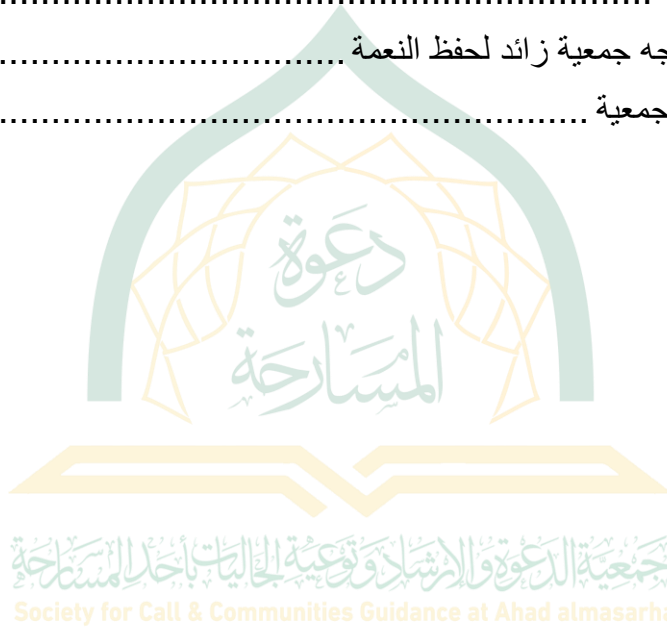 ................................................................
جه جمعية زائد لحفظ النعمة ................................
جمعية ....................................................
دعوة
المسارحة
جمعية الدعوة والإرشاد وتوعية الجاليات بأحد المسارحة
Society for Call & Communities Guidance at Ahad almasarha